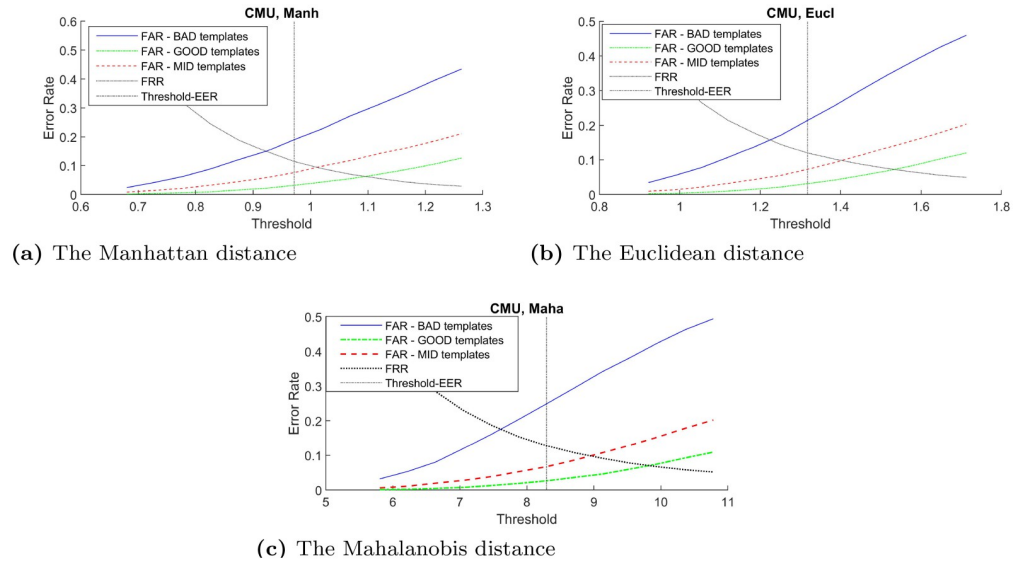 CMU, Manh
0.6
0.5
0.4
0.3
0.2
0.1
0
Error Rate
FAR - BAD templates
FAR - GOOD templates
FAR - MID templates
FRR
Threshold-EER
0.6 0.7 0.8 0.9 1 1.1 1.2 1.3
Threshold
(a) The Manhattan distance
CMU, Eucl
0.5
0.4
0.3
0.2
0.1
0
Error Rate
FAR - BAD templates
FAR - GOOD templates
FAR - MID templates
FRR
Threshold-EER
0.8 1 1.2 1.4 1.6 1.8
Threshold
(b) The Euclidean distance
CMU, Maha
0.5
0.4
0.3
0.2
0.1
0
Error Rate
FAR - BAD templates
FAR - GOOD templates
FAR - MID templates
FRR
Threshold-EER
5 6 7 8 9 10 11
Threshold
(c) The Mahalanobis distance